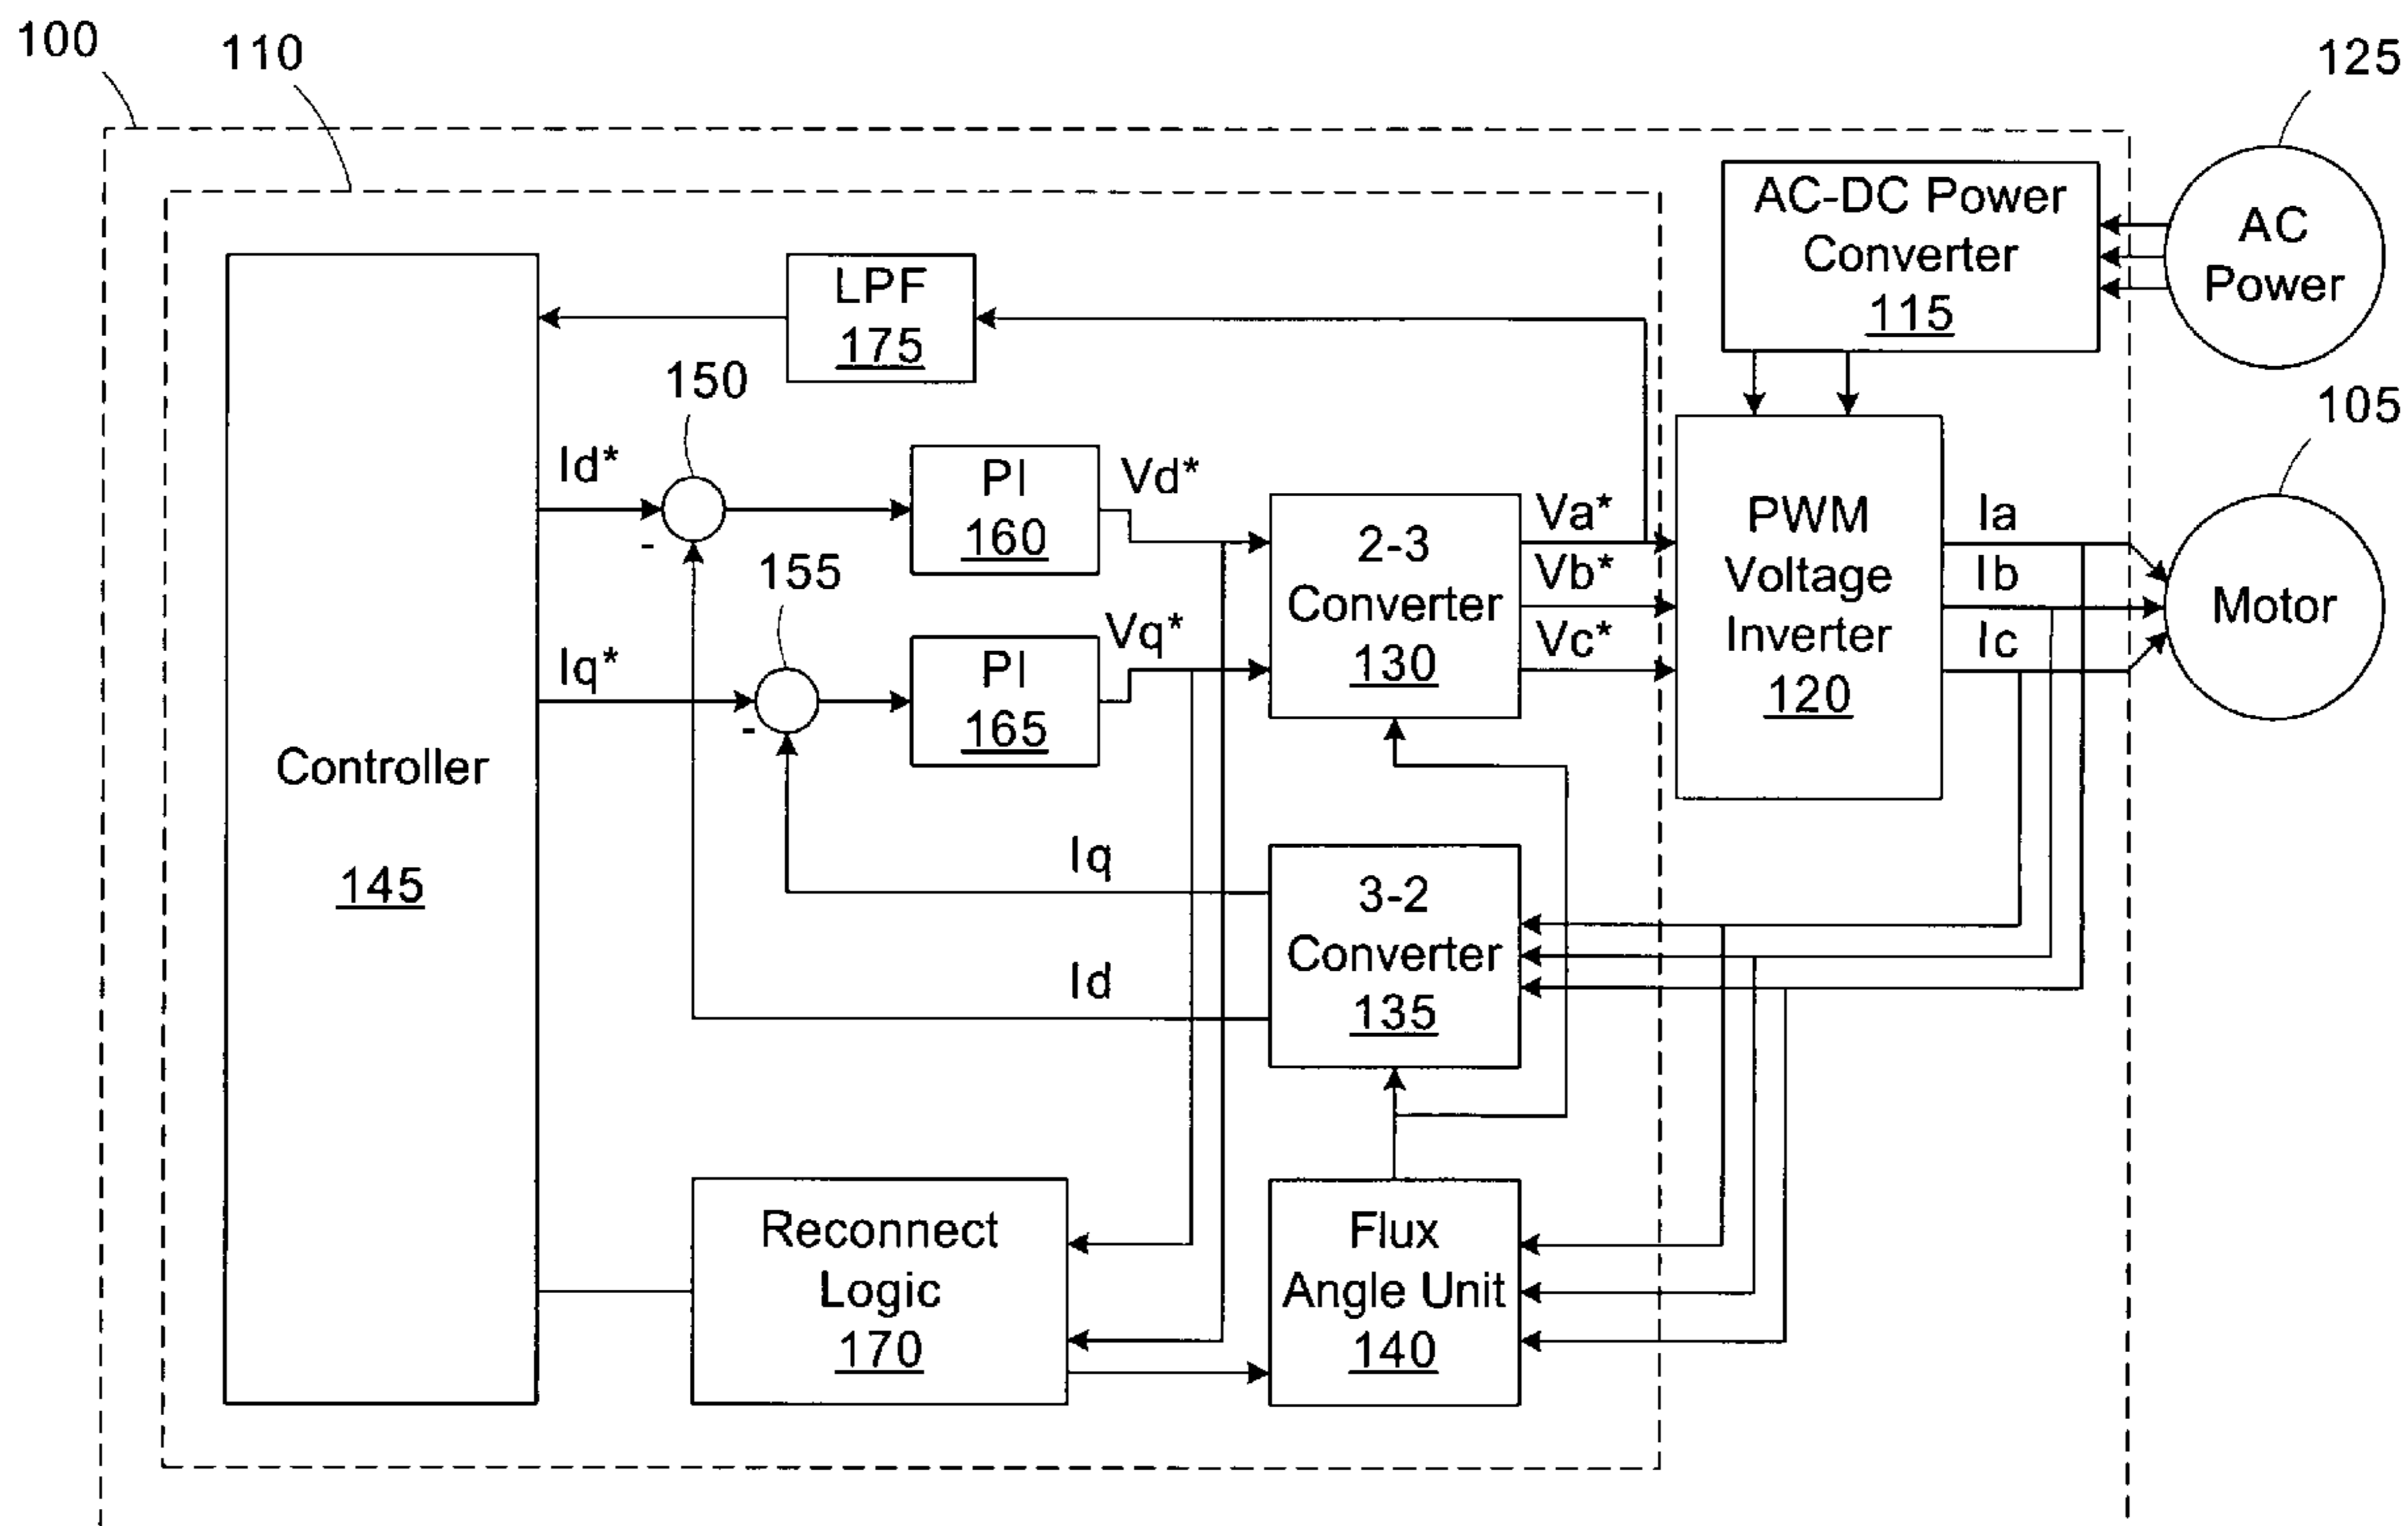 100
110
125
AC-DC Power
Converter
115
AC
Power
LPF
175
150
105
Id*
PI
160
Vd*
2-3
Converter
130
Va*
Vb*
Vc*
PWM
Voltage
Inverter
120
Ia
Ib
Ic
Motor
-
155
Iq*
PI
165
Vq*
-
Controller
145
Iq
Id
3-2
Converter
135
Reconnect
Logic
170
Flux
Angle Unit
140